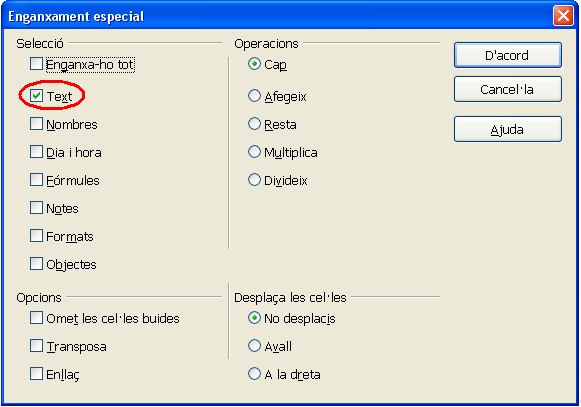 Enganxament especial
Selecció
Enganxa-ho tot
Text
Nombres
Dia i hora
Fórmules
Notes
Formats
Objectes
Operacions
Cap
Afegeix
Resta
Multiplica
Divideix
D'acord
Cancel·la
Ajuda
Opcions
Omet les cel·les buides
Transposa
Enllaç
Desplaça les cel·les
No desplacis
Avall
A la dreta